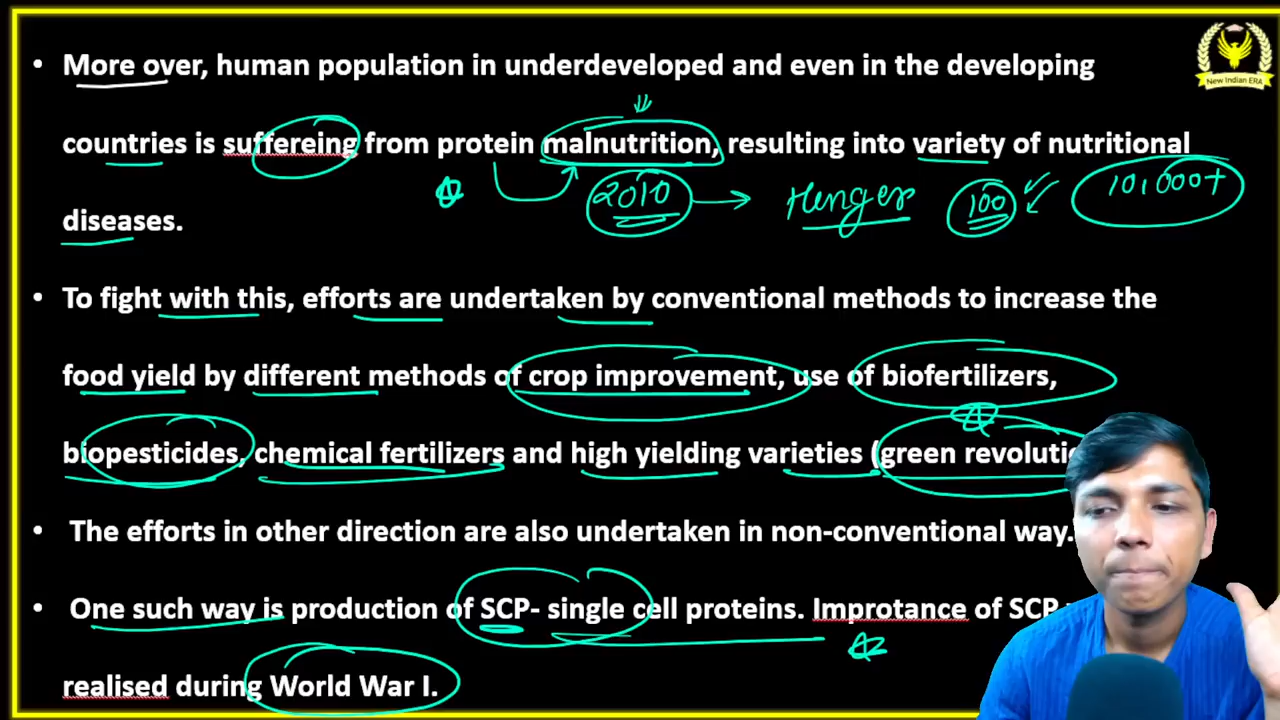 • More over, human population in underdeveloped and even in the developing
New Indian ERA
countries is suffereing from protein malnutrition, resulting into variety of nutritional
2010 → Henger 100 10,000+
diseases.
• To fight with this, efforts are undertaken by conventional methods to increase the
food yield by different methods of crop improvement, use of biofertilizers,
biopesticides, chemical fertilizers and high yielding varieties (green revolutio
• The efforts in other direction are also undertaken in non-conventional way.
• One such way is production of SCP- single cell proteins. Improtance of SCP
realised during World War I.